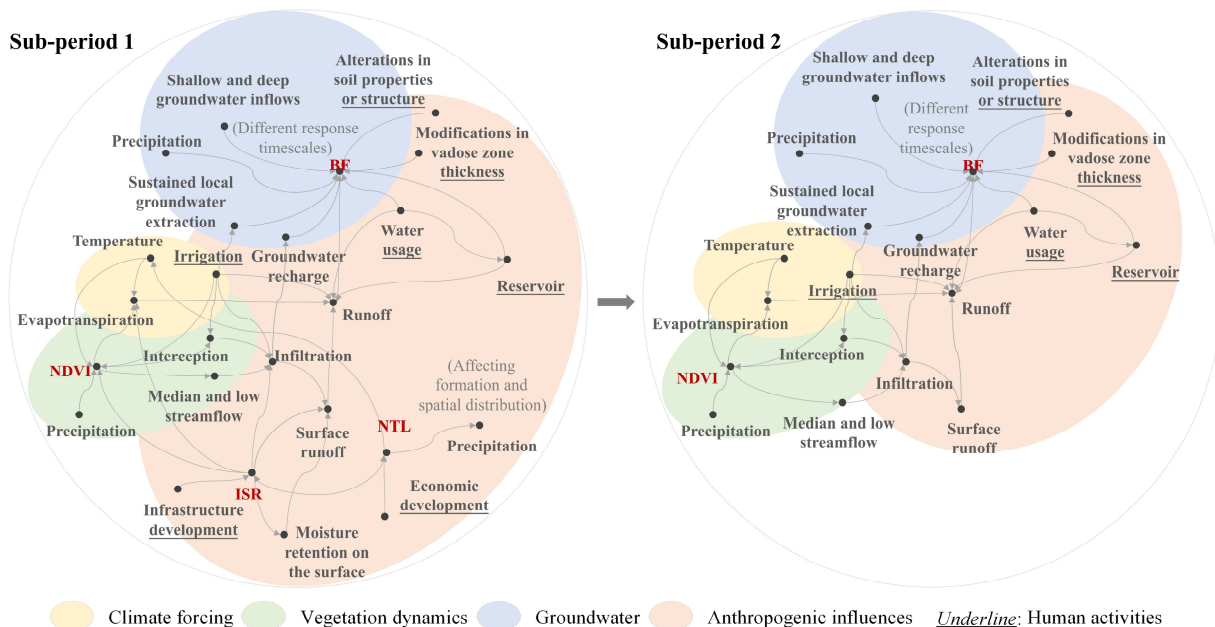 Sub-period 1
Shallow and deep
groundwater inflows
Alterations in
soil properties
or structure
(Different response
timescales)
Precipitation
Modifications in
vadose zone
thickness
BF
Sustained local
groundwater
extraction
Water
usage
Temperature
Irrigation
Groundwater
recharge
Reservoir
Evapotranspiration
Runoff
Interception
Infiltration
NDVI
(Affecting
formation and
spatial distribution)
Median and low
streamflow
Precipitation
Surface
runoff
NTL
Precipitation
ISR
Infrastructure
development
Economic
development
Moisture
retention on
the surface
Sub-period 2
Shallow and deep
groundwater inflows
Alterations in
soil properties
or structure
(Different
response
timescales)
Precipitation
Modifications in
vadose zone
thickness
BF
Sustained local
groundwater
extraction
Water
usage
Temperature
Groundwater
recharge
Reservoir
Irrigation
Evapotranspiration
Runoff
Interception
Infiltration
NDVI
Median and low
streamflow
Precipitation
Surface
runoff
Climate forcing
Vegetation dynamics
Groundwater
Anthropogenic influences
Underline: Human activities